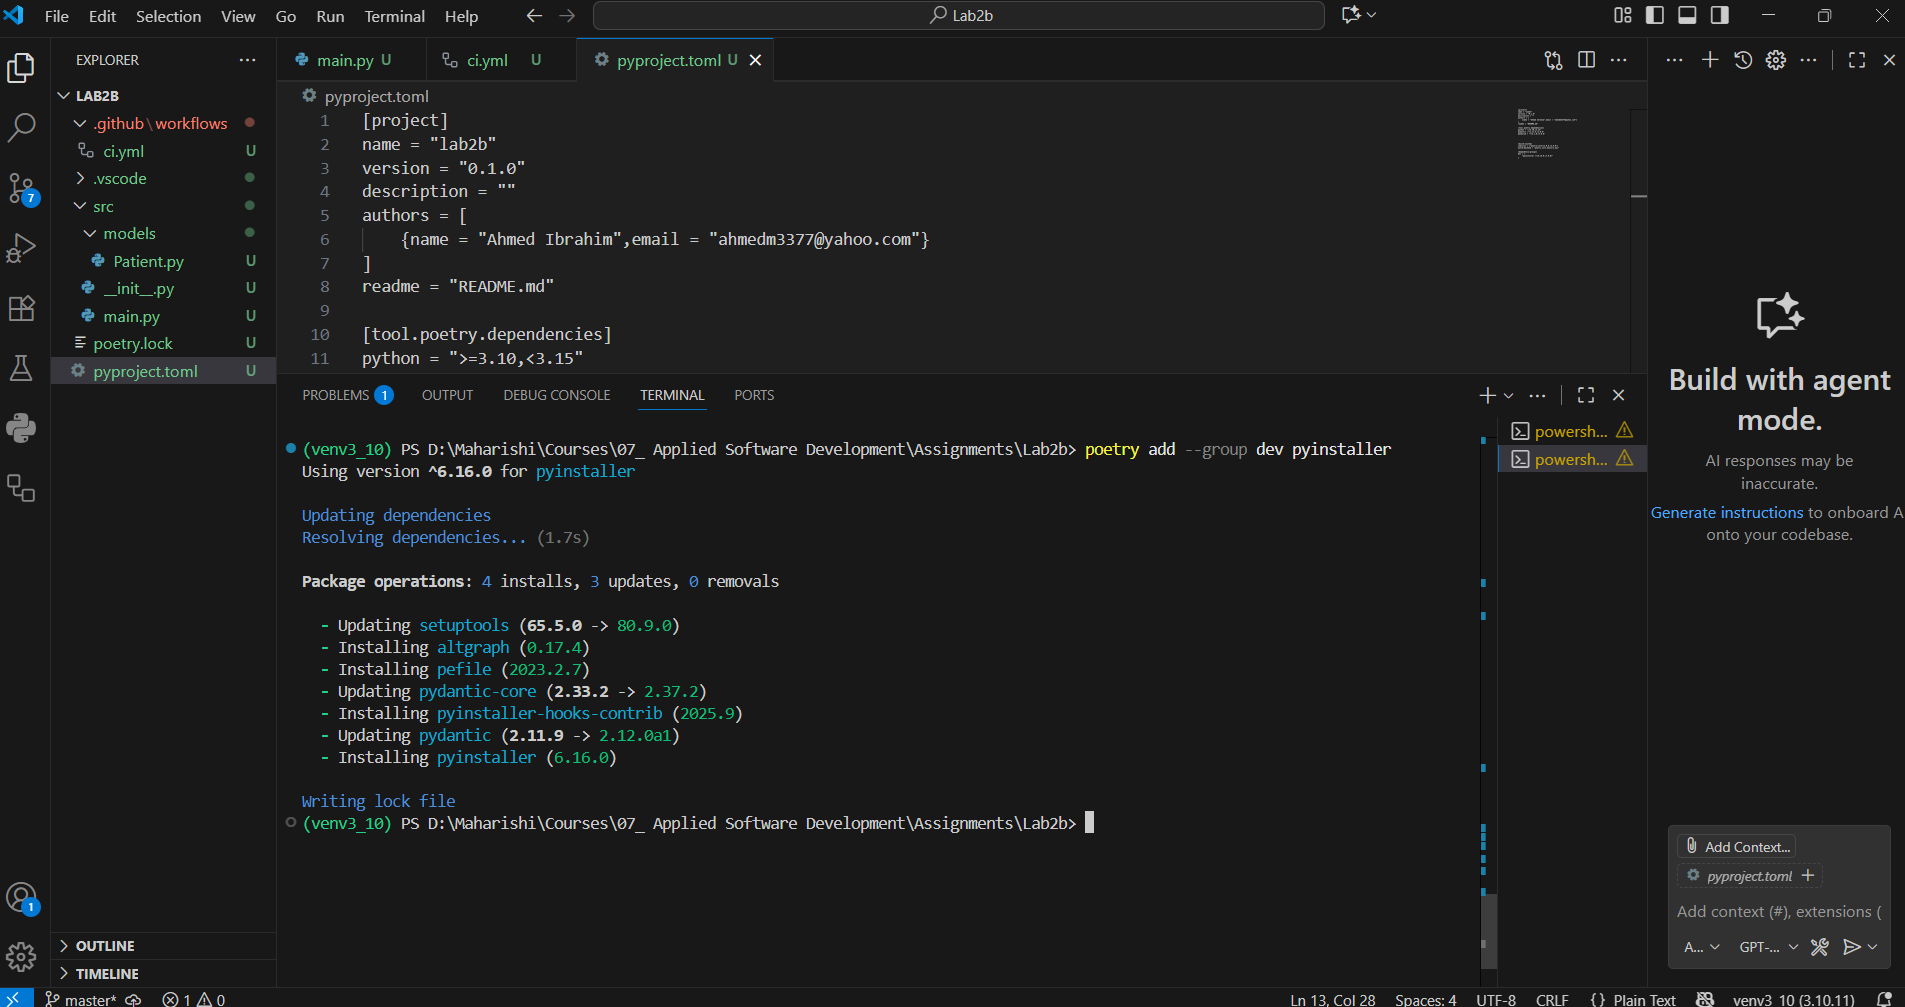 File Edit Selection View Go Run Terminal Help
Lab2b
EXPLORER
LAB2B
.github\workflows
ci.yml U
.vscode
src
models
Patient.py U
__init__.py U
main.py U
poetry.lock U
pyproject.toml U
OUTLINE
TIMELINE
7
1
main.py U
ci.yml U
pyproject.toml U
pyproject.toml
1 [project]
2 name = "lab2b"
3 version = "0.1.0"
4 description = ""
5 authors = [
6 {name = "Ahmed Ibrahim",email = "ahmedm3377@yahoo.com"}
7 ]
8 readme = "README.md"
9
10 [tool.poetry.dependencies]
11 python = ">=3.10,<3.15"
PROBLEMS 1 OUTPUT DEBUG CONSOLE TERMINAL PORTS
(venv3_10) PS D:\Maharishi\Courses\07_ Applied Software Development\Assignments\Lab2b> poetry add --group dev pyinstaller
Using version ^6.16.0 for pyinstaller
Updating dependencies
Resolving dependencies... (1.7s)
Package operations: 4 installs, 3 updates, 0 removals
- Updating setuptools (65.5.0 -> 80.9.0)
- Installing altgraph (0.17.4)
- Installing pefile (2023.2.7)
- Updating pydantic-core (2.33.2 -> 2.37.2)
- Installing pyinstaller-hooks-contrib (2025.9)
- Updating pydantic (2.11.9 -> 2.12.0a1)
- Installing pyinstaller (6.16.0)
Writing lock file
(venv3_10) PS D:\Maharishi\Courses\07_ Applied Software Development\Assignments\Lab2b>
powersh...
powersh...
Build with agent
mode.
AI responses may be
inaccurate.
Generate instructions to onboard A
onto your codebase.
Add Context...
pyproject.toml
Add context (#), extensions (
A... GPT-...
master* 1 0
Ln 13, Col 28 Spaces: 4 UTF-8 CRLF {} Plain Text venv3_10 (3.10.11)